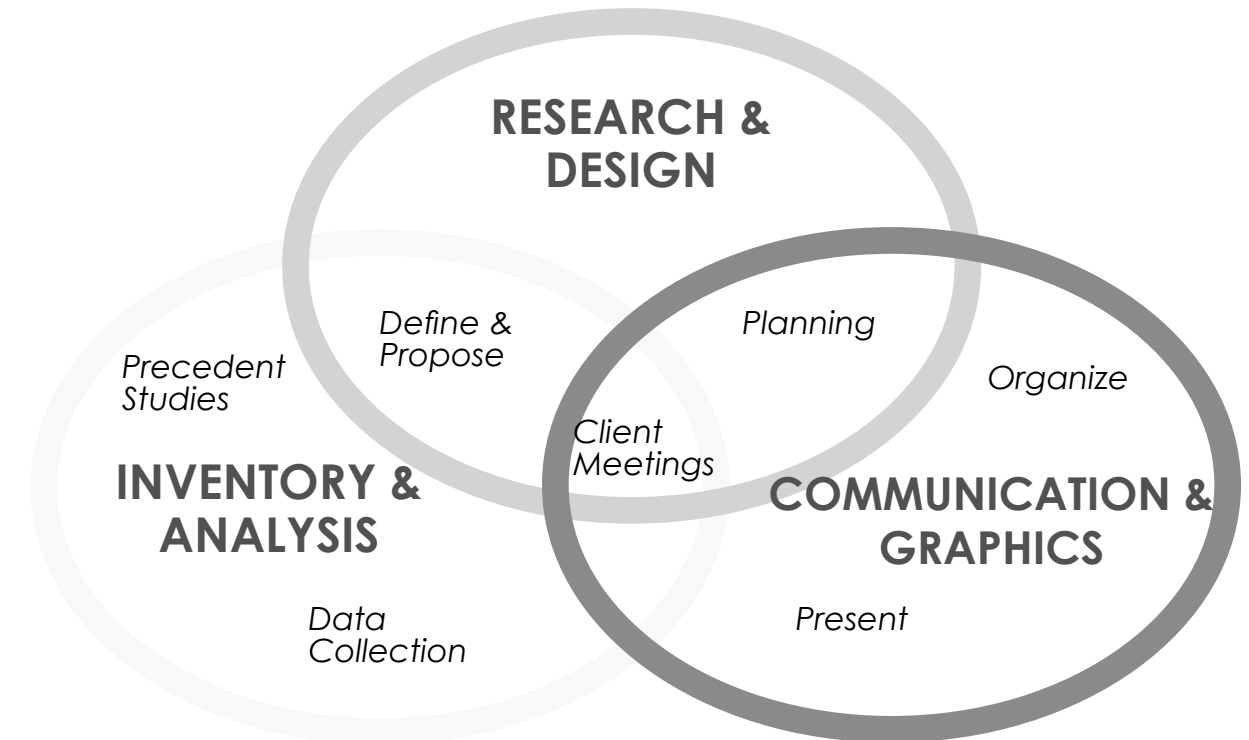 RESEARCH &
DESIGN
Define &
Propose
Planning
Precedent
Studies
Organize
Client
Meetings
INVENTORY &
ANALYSIS
COMMUNICATION &
GRAPHICS
Data
Collection
Present